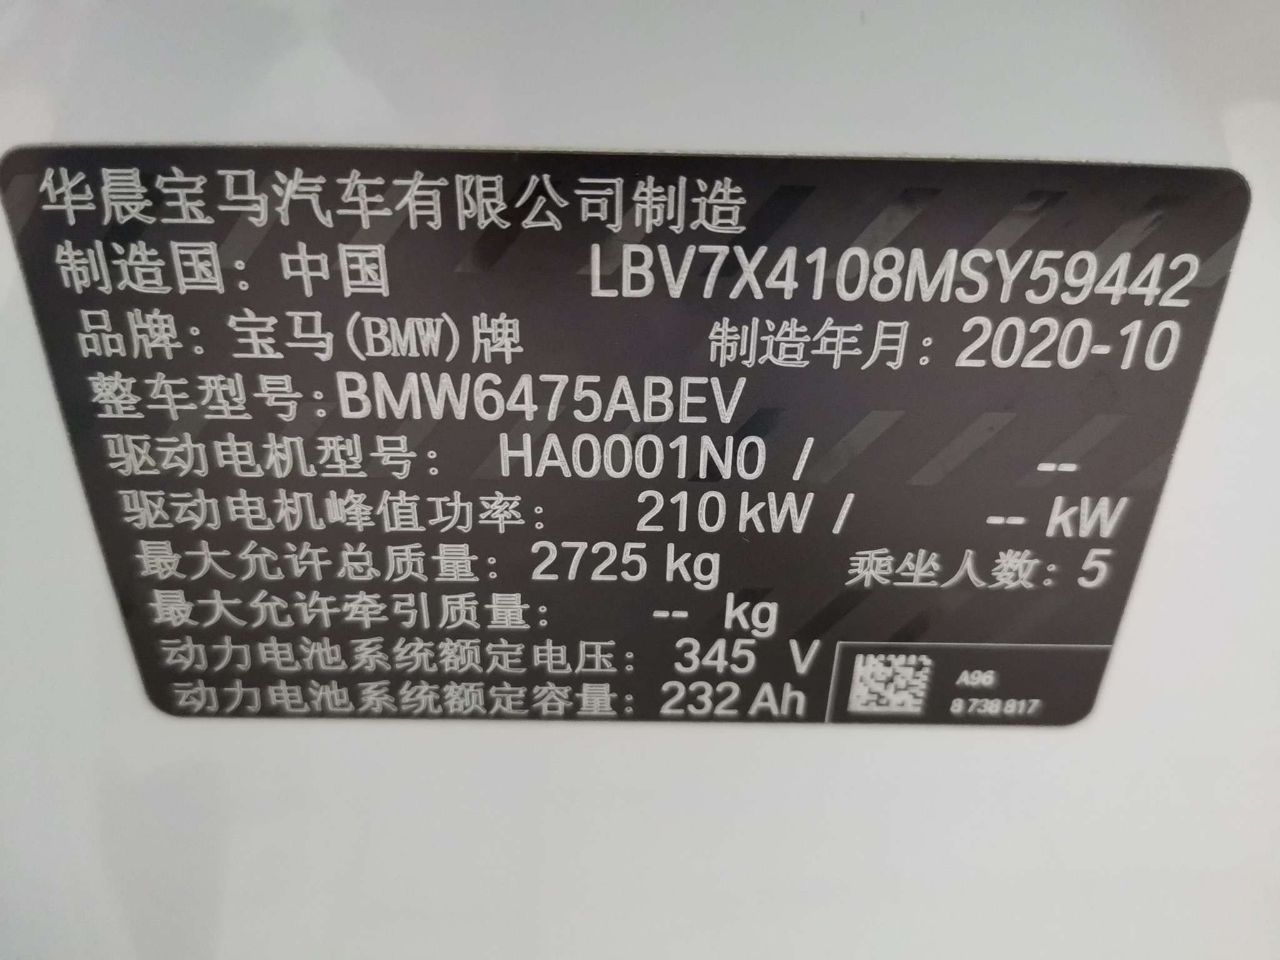 华晨宝马汽车有限公司制造
制造国：中国 LBV7X4108MSY59442
品牌：宝马(BMW)牌 制造年月：2020-10
整车型号：BMW6475ABEV
驱动电机型号： HA0001N0 / --
驱动电机峰值功率： 210 kW / -- kW
最大允许总质量：2725 kg 乘坐人数：5
最大允许牵引质量： -- kg
动力电池系统额定电压： 345 V
动力电池系统额定容量：232 Ah
A96
8 738 817